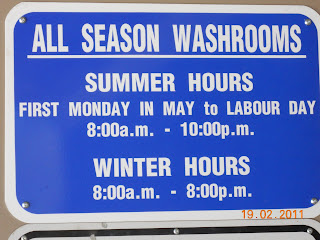 ALL SEASON WASHROOMS
SUMMER HOURS
FIRST MONDAY IN MAY to LABOUR DAY
8:00a.m. - 10:00p.m.
WINTER HOURS
8:00a.m. - 8:00p.m.
19.02.2011